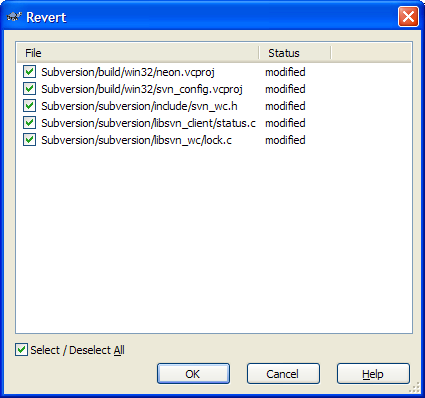 Revert
File Status
Subversion/build/win32/neon.vcproj modified
Subversion/build/win32/svn_config.vcproj modified
Subversion/subversion/include/svn_wc.h modified
Subversion/subversion/libsvn_client/status.c modified
Subversion/subversion/libsvn_wc/lock.c modified
Select / Deselect All
OK Cancel Help